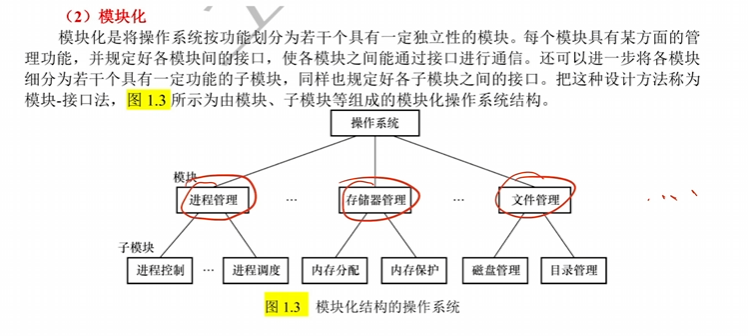 （2）模块化
模块化是将操作系统按功能划分为若干个具有一定独立性的模块。每个模块具有某方面的管
理功能，并规定好各模块间的接口，使各模块之间能通过接口进行通信。还可以进一步将各模块
细分为若干个具有一定功能的子模块，同样也规定好各子模块之间的接口。把这种设计方法称为
模块-接口法，图 1.3 所示为由模块、子模块等组成的模块化操作系统结构。
操作系统
模块
进程管理 … 存储器管理 … 文件管理
子模块
进程控制 … 进程调度 内存分配 内存保护 磁盘管理 目录管理
图 1.3 模块化结构的操作系统